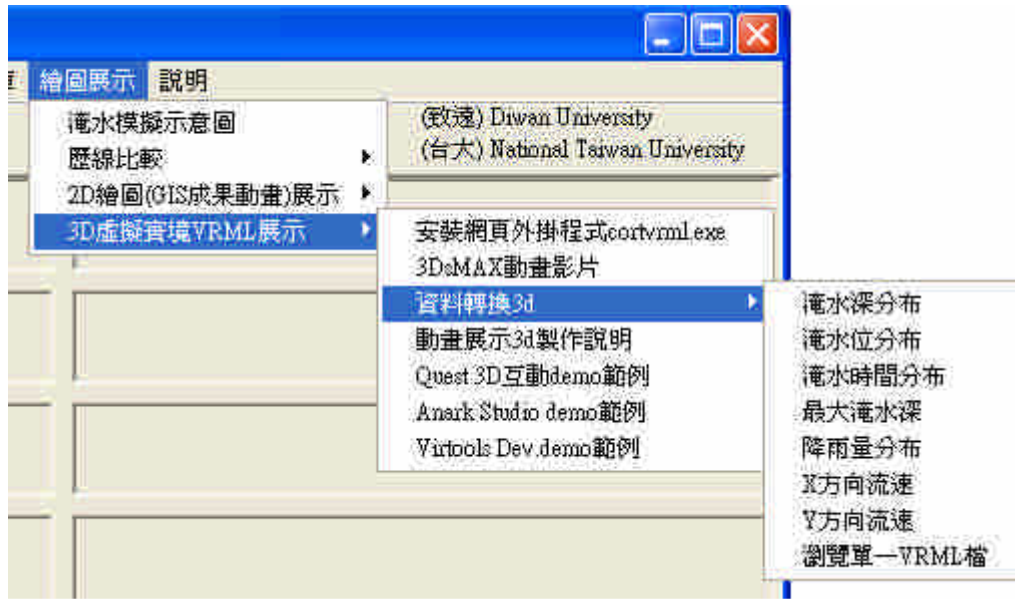 繪圖展示 說明
淹水模擬示意圖
歷線比較
2D繪圖(GIS成果動畫)展示
3D虛擬實境VRML展示
(致遠) Diwan University
(台大) National Taiwan University
安裝網頁外掛程式cortvrml.exe
3DsMAX動畫影片
資料轉換3d
動畫展示3d製作說明
Quest 3D互動demo範例
Anark Studio demo範例
Virtools Dev.demo範例
淹水深分布
淹水位分布
淹水時間分布
最大淹水深
降雨量分布
X方向流速
Y方向流速
瀏覽單一VRML檔